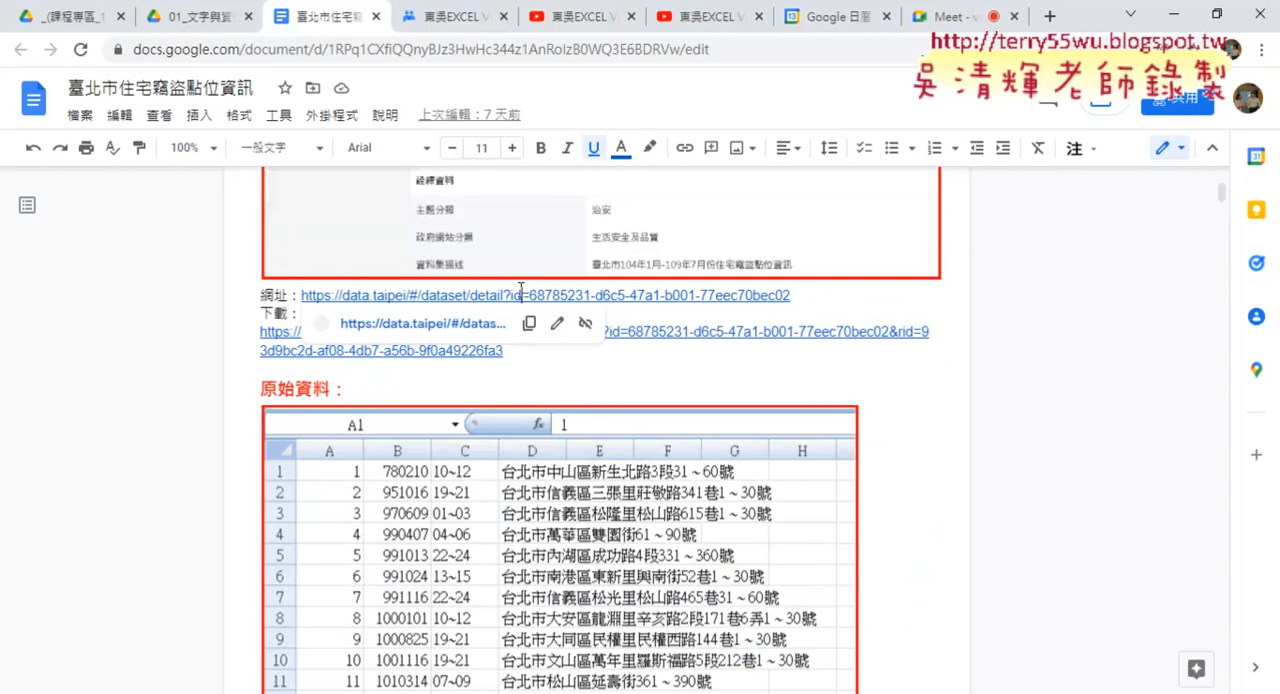 _(課程專區_1
01_文字與資
臺北市住宅竊
東吳EXCEL V
東吳EXCEL V
東吳EXCEL V
Google 日曆
Meet -
docs.google.com/document/d/1RPq1CXfiQQnyBJz3HwHc344z1AnRoIzB0WQ3E6BDRVw/edit
http://terry55wu.blogspot.tw
吳清輝老師錄製
臺北市住宅竊盜點位資訊
檔案 編輯 查看 插入 格式 工具 外掛程式 說明 上次編輯：7 天前
共用
100% 一般文字 Arial 11 B I U A 注
詮釋資料
主題分類 治安
政府網站分類 生活安全及品質
資料集描述 臺北市104年1月-109年7月份住宅竊盜點位資訊
網址：https://data.taipei/#/dataset/detail?id=68785231-d6c5-47a1-b001-77eec70bec02
下載：
https://data.taipei/#/datas...
https:// ?id=68785231-d6c5-47a1-b001-77eec70bec02&rid=9
3d9bc2d-af08-4db7-a56b-9f0a49226fa3
原始資料：
A1 fx 1
A B C D E F G H
1 1 780210 10~12 台北市中山區新生北路3段31～60號
2 2 951016 19~21 台北市信義區三張里莊敬路341巷1～30號
3 3 970609 01~03 台北市信義區松隆里松山路615巷1～30號
4 4 990407 04~06 台北市萬華區雙園街61～90號
5 5 991013 22~24 台北市內湖區成功路4段331～360號
6 6 991024 13~15 台北市南港區東新里興南街52巷1～30號
7 7 991116 22~24 台北市信義區松光里松山路465巷31～60號
8 8 1000101 10~12 台北市大安區龍淵里辛亥路2段171巷6弄1～30號
9 9 1000825 19~21 台北市大同區民權里民權西路144巷1～30號
10 10 1001116 19~21 台北市文山區萬年里羅斯福路5段212巷1～30號
11 11 1010314 07~09 台北市松山區延壽街361～390號